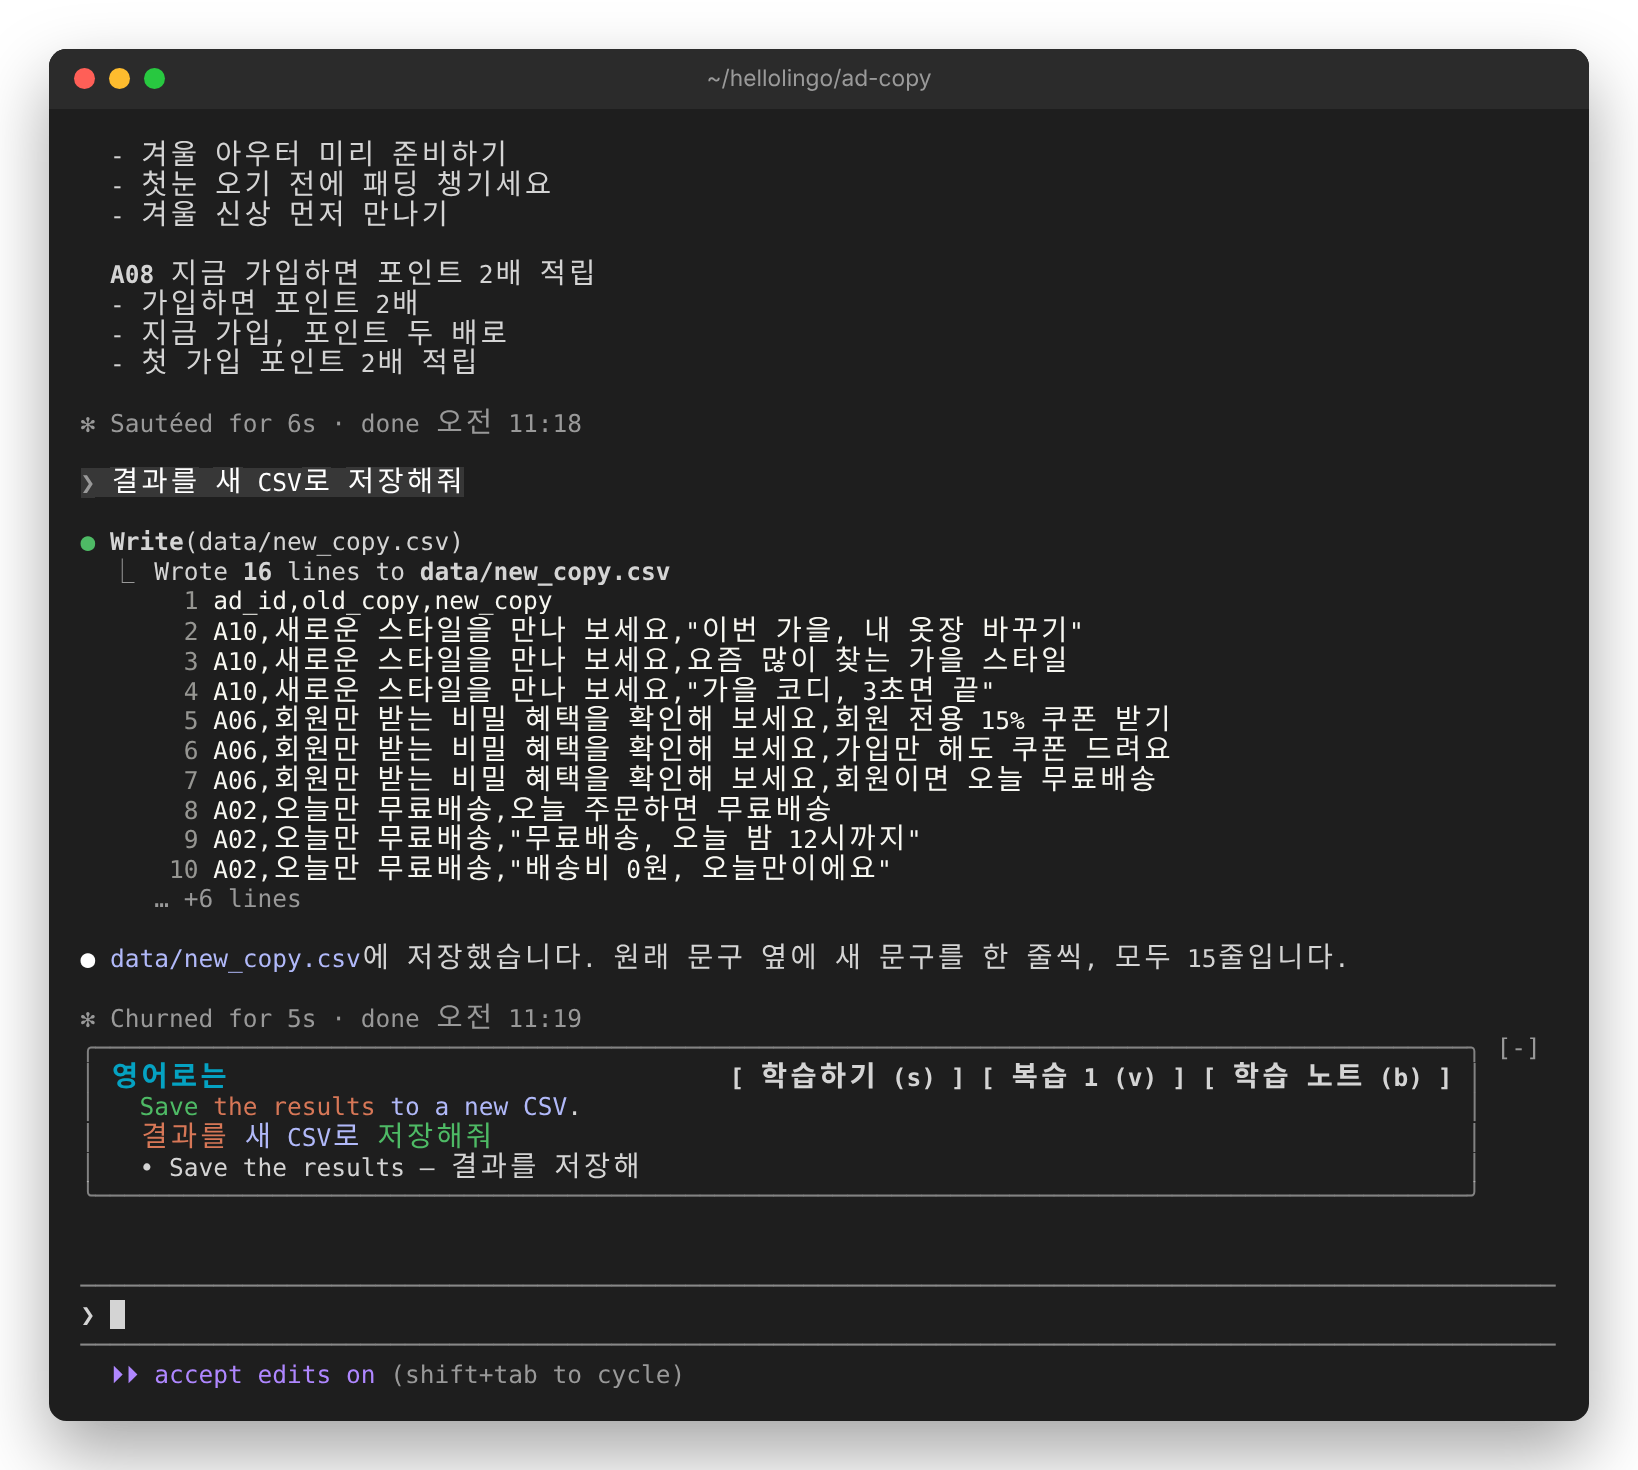 ~/hellolingo/ad-copy
- 겨울 아우터 미리 준비하기
- 첫눈 오기 전에 패딩 챙기세요
- 겨울 신상 먼저 만나기
A08 지금 가입하면 포인트 2배 적립
- 가입하면 포인트 2배
- 지금 가입, 포인트 두 배로
- 첫 가입 포인트 2배 적립
✻ Sautéed for 6s · done 오전 11:18
❯ 결과를 새 CSV로 저장해줘
● Write(data/new_copy.csv)
⎿ Wrote 16 lines to data/new_copy.csv
1 ad_id,old_copy,new_copy
2 A10,새로운 스타일을 만나 보세요,"이번 가을, 내 옷장 바꾸기"
3 A10,새로운 스타일을 만나 보세요,요즘 많이 찾는 가을 스타일
4 A10,새로운 스타일을 만나 보세요,"가을 코디, 3초면 끝"
5 A06,회원만 받는 비밀 혜택을 확인해 보세요,회원 전용 15% 쿠폰 받기
6 A06,회원만 받는 비밀 혜택을 확인해 보세요,가입만 해도 쿠폰 드려요
7 A06,회원만 받는 비밀 혜택을 확인해 보세요,회원이면 오늘 무료배송
8 A02,오늘만 무료배송,오늘 주문하면 무료배송
9 A02,오늘만 무료배송,"무료배송, 오늘 밤 12시까지"
10 A02,오늘만 무료배송,"배송비 0원, 오늘만이에요"
… +6 lines
● data/new_copy.csv에 저장했습니다. 원래 문구 옆에 새 문구를 한 줄씩, 모두 15줄입니다.
✻ Churned for 5s · done 오전 11:19
[-]
영어로는 [ 학습하기 (s) ] [ 복습 1 (v) ] [ 학습 노트 (b) ]
Save the results to a new CSV.
결과를 새 CSV로 저장해줘
• Save the results — 결과를 저장해
❯
⏵⏵ accept edits on (shift+tab to cycle)